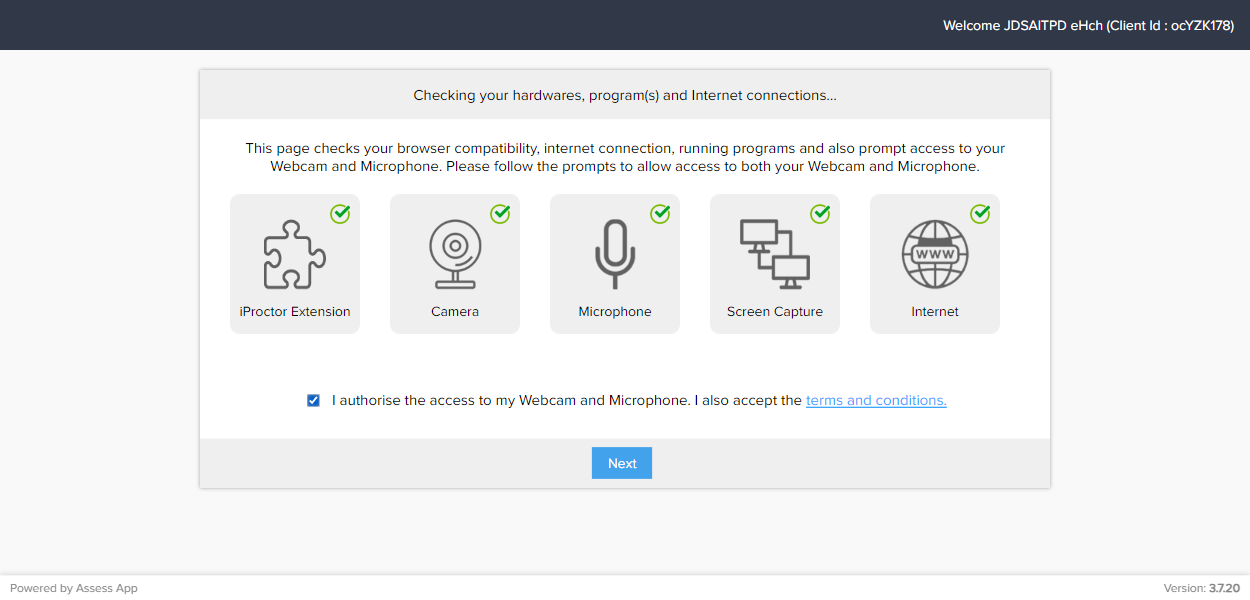 Welcome JDSAITPD eHch (Client Id : ocYZK178)
Checking your hardwares, program(s) and Internet connections...
This page checks your browser compatibility, internet connection, running programs and also prompt access to your
Webcam and Microphone. Please follow the prompts to allow access to both your Webcam and Microphone.
WWW
iProctor Extension
Camera
Microphone
Screen Capture
Internet
I authorise the access to my Webcam and Microphone. I also accept the terms and conditions.
Next
Powered by Assess App
Version: 3.7.20